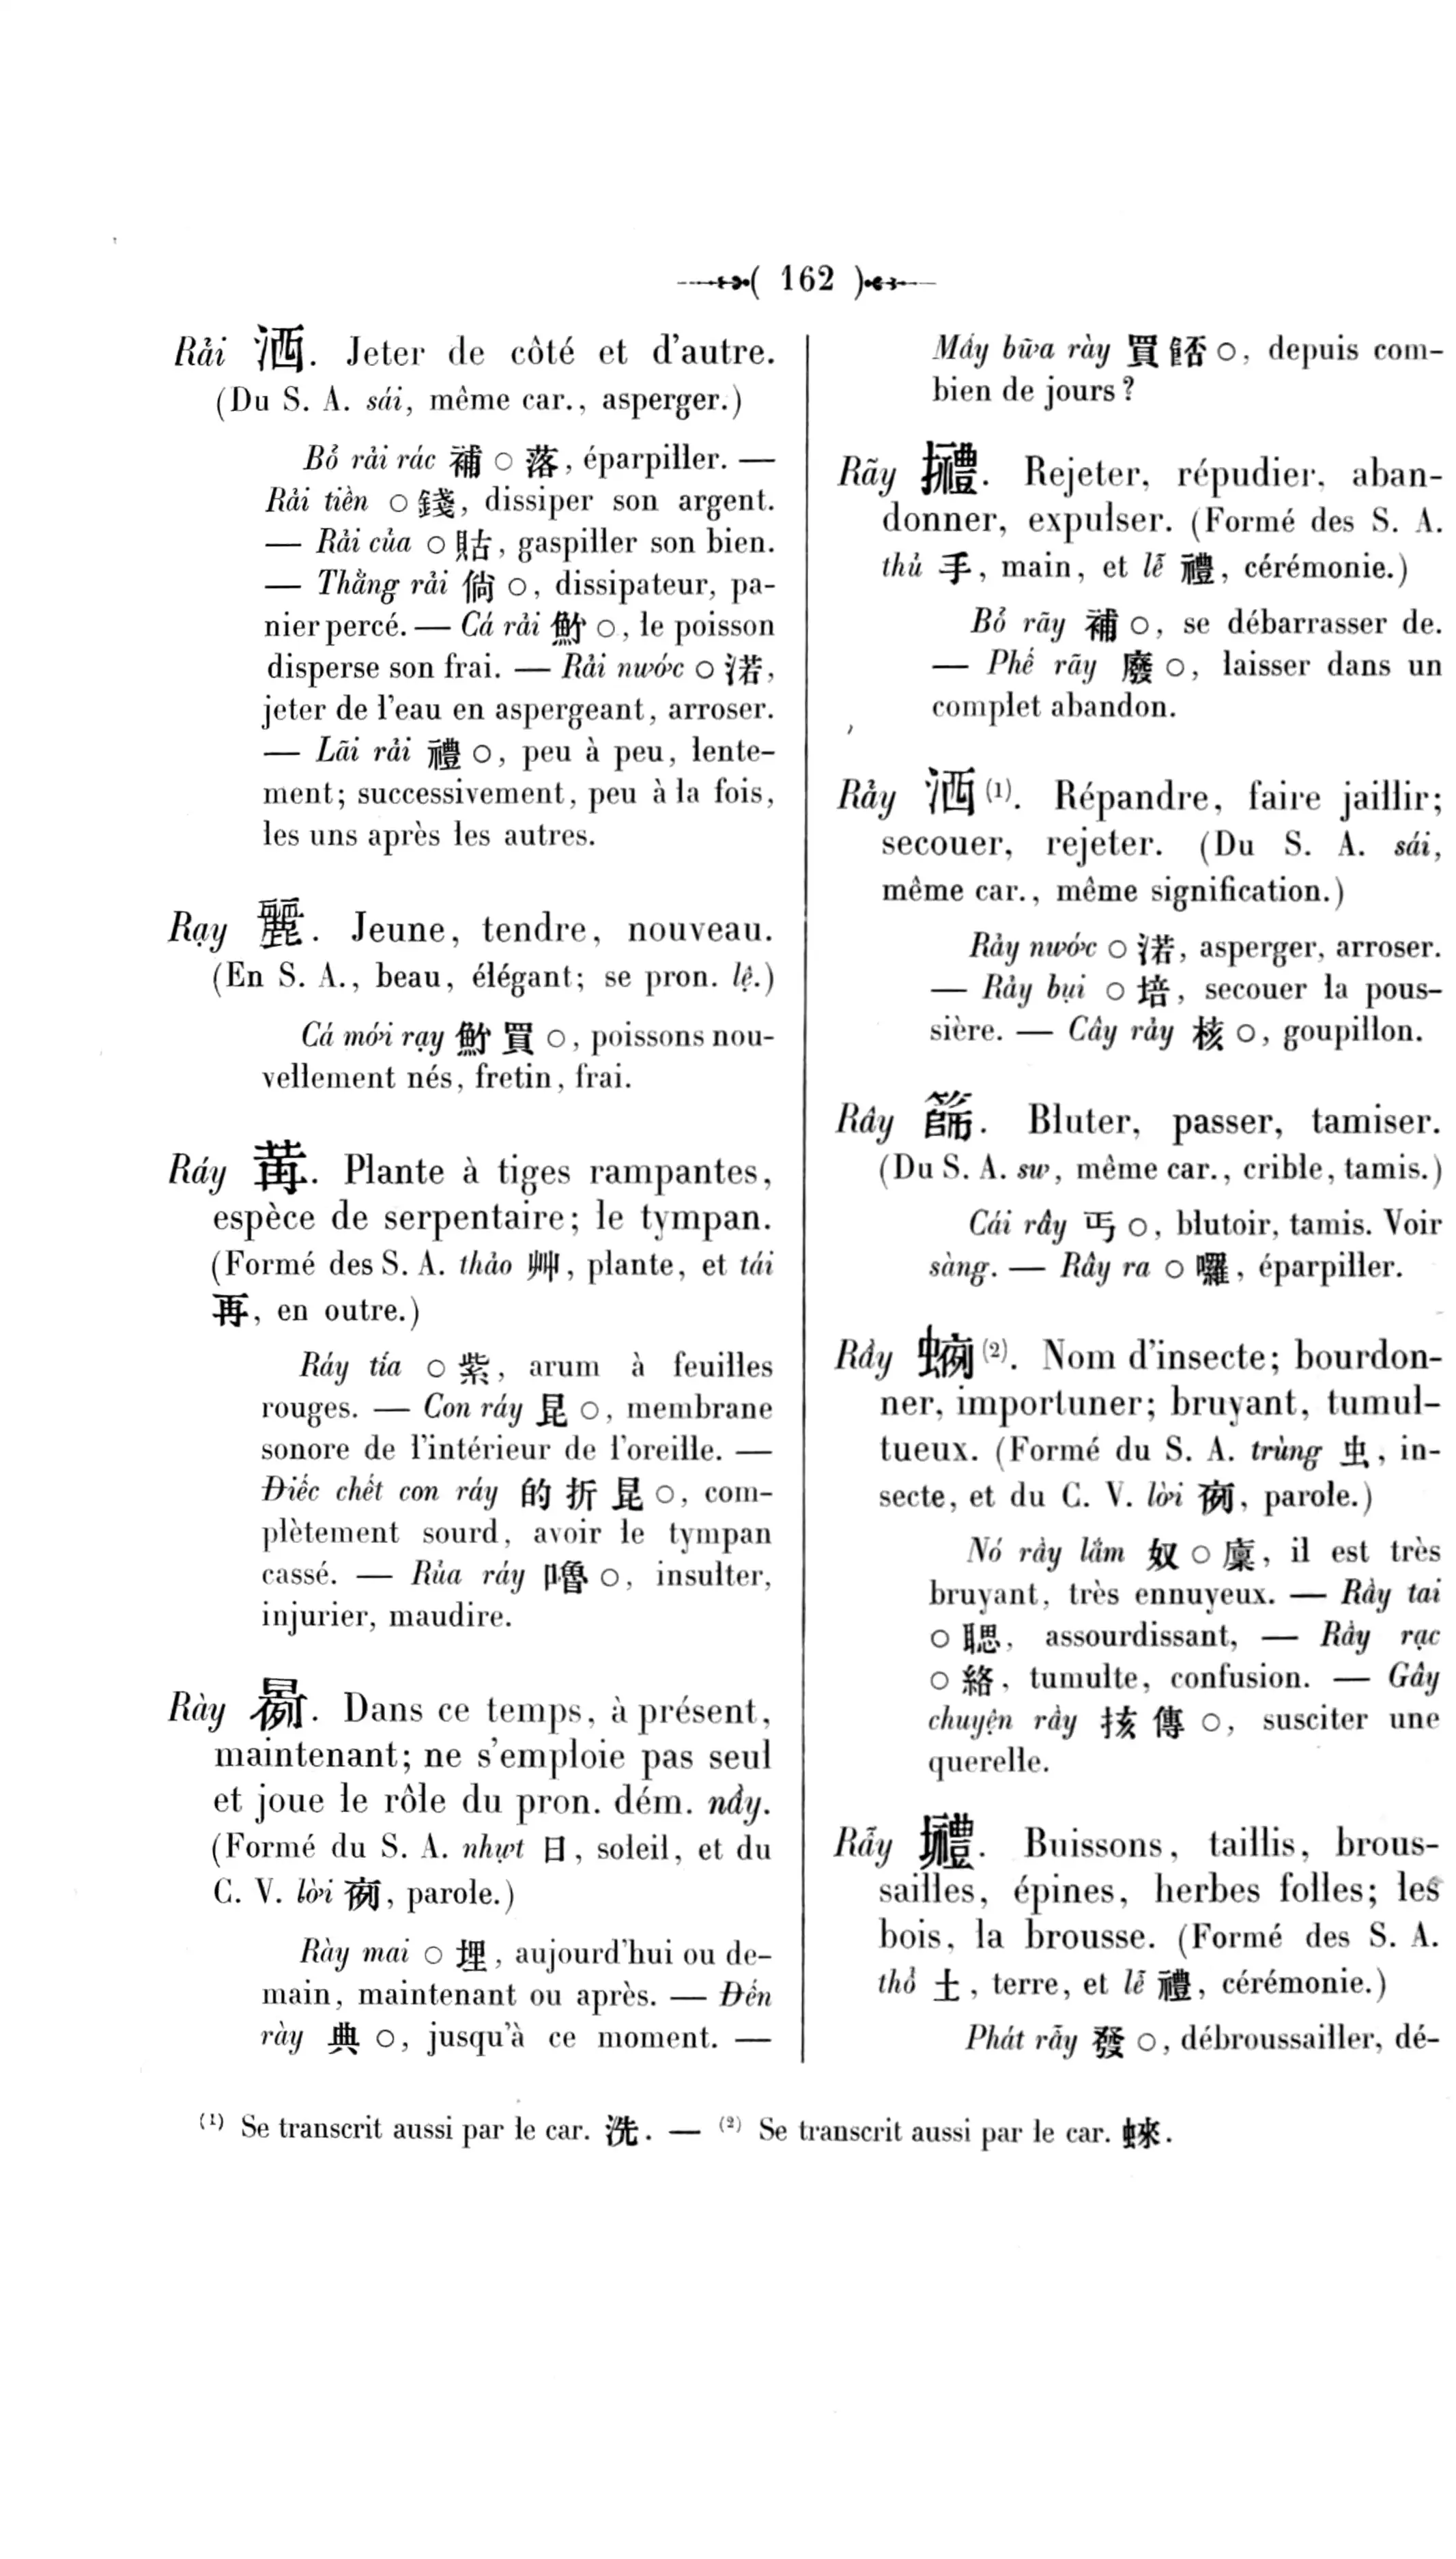 ( 162 )
Rải 洒. Jeter de côté et d'autre.
(Du S. A. sái, même car., asperger.)
Bỏ rải rác 補 ○ 落, éparpiller. —
Rải tiền ○ 錢, dissiper son argent.
— Rải của ○ 貼, gaspiller son bien.
— Thằng rải 倘 ○, dissipateur, pa-
nier percé. — Cá rải ○, le poisson
disperse son frai. — Rải nước ○ 渃,
jeter de l'eau en aspergeant, arroser.
— Lãi rải 禮 ○, peu à peu, lente-
ment; successivement, peu à la fois,
les uns après les autres.
Rạy 麗. Jeune, tendre, nouveau.
(En S. A., beau, élégant; se pron. lệ.)
Cá mới rạy 買 ○, poissons nou-
vellement nés, fretin, frai.
Ráy 苒. Plante à tiges rampantes,
espèce de serpentaire; le tympan.
(Formé des S. A. thảo 艸, plante, et tái
再, en outre.)
Ráy tía ○ 紫, arum à feuilles
rouges. — Con ráy 昆 ○, membrane
sonore de l'intérieur de l'oreille. —
Điếc chết con ráy 的 折 昆 ○, com-
plètement sourd, avoir le tympan
cassé. — Rủa ráy 嚕 ○, insulter,
injurier, maudire.
Rày. Dans ce temps, à présent,
maintenant; ne s'emploie pas seul
et joue le rôle du pron. dém. nầy.
(Formé du S. A. nhựt 日, soleil, et du
C. V. lời, parole.)
Rày mai ○ 埋, aujourd'hui ou de-
main, maintenant ou après. — Đến
rày 典 ○, jusqu'à ce moment. —
Mấy bữa rày 買 ○, depuis com-
bien de jours?
Rãy. Rejeter, répudier, aban-
donner, expulser. (Formé des S. A.
thủ 手, main, et lễ 禮, cérémonie.)
Bỏ rãy 補 ○, se débarrasser de.
— Phế rãy 廢 ○, laisser dans un
complet abandon.
Rảy 洒 (1). Répandre, faire jaillir;
secouer, rejeter. (Du S. A. sái,
même car., même signification.)
Rảy nước ○ 渃, asperger, arroser.
— Rảy bụi ○ 培, secouer la pous-
sière. — Cây rảy 核 ○, goupillon.
Rây 篩. Bluter, passer, tamiser.
(Du S. A. sư, même car., crible, tamis.)
Cái rây 丐 ○, blutoir, tamis. Voir
sàng. — Rây ra ○ 囉, éparpiller.
Rầy (2). Nom d'insecte; bourdon-
ner, importuner; bruyant, tumul-
tueux. (Formé du S. A. trùng 虫, in-
secte, et du C. V. lời, parole.)
Nó rầy lắm 奴 ○ 廩, il est très
bruyant, très ennuyeux. — Rầy tai
○ 聰, assourdissant, — Rầy rạc
○ 絡, tumulte, confusion. — Gây
chuyện rầy 㧡 傳 ○, susciter une
querelle.
Rẫy. Buissons, taillis, brous-
sailles, épines, herbes folles; les
bois, la brousse. (Formé des S. A.
thổ 土, terre, et lễ 禮, cérémonie.)
Phát rẫy 發 ○, débroussailler, dé-
(1) Se transcrit aussi par le car. 洗. — (2) Se transcrit aussi par le car.